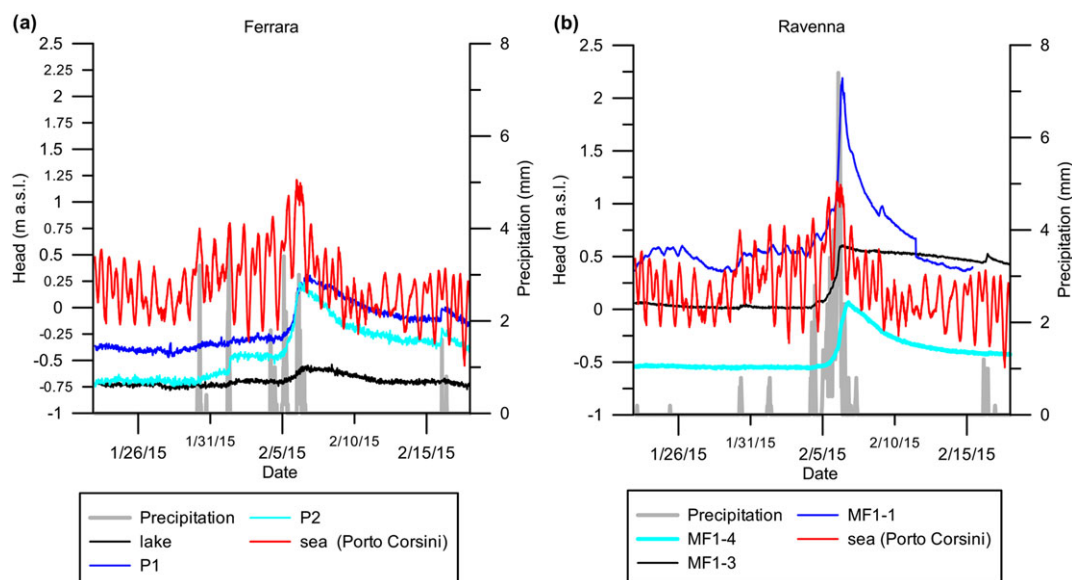 (a)
Ferrara
Head (m a.s.l.)
2.5
2.25
2
1.75
1.5
1.25
1
0.75
0.5
0.25
0
-0.25
-0.5
-0.75
-1
8
6
4
2
0
Precipitation (mm)
1/26/15 1/31/15 2/5/15 2/10/15 2/15/15
Date
Precipitation
lake
P1
P2
sea (Porto Corsini)
(b)
Ravenna
Head (m a.s.l.)
2.5
2
1.5
1
0.5
0
-0.5
-1
8
6
4
2
0
Precipitation (mm)
1/26/15 1/31/15 2/5/15 2/10/15 2/15/15
Date
Precipitation
MF1-4
MF1-3
MF1-1
sea (Porto Corsini)